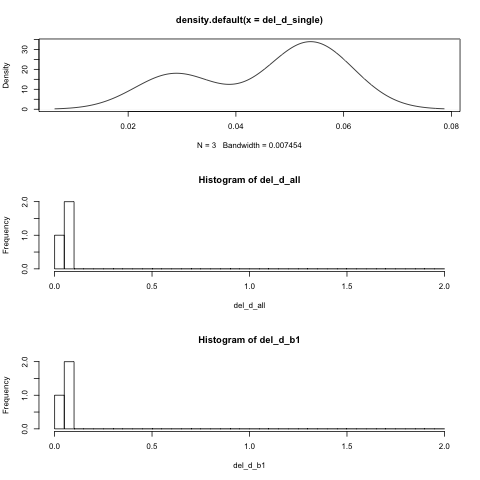 density.default(x = del_d_single)
Density
0 10 20 30
0.02 0.04 0.06 0.08
N = 3 Bandwidth = 0.007454
Histogram of del_d_all
Frequency
0.0 1.0 2.0
0.0 0.5 1.0 1.5 2.0
del_d_all
Histogram of del_d_b1
Frequency
0.0 1.0 2.0
0.0 0.5 1.0 1.5 2.0
del_d_b1